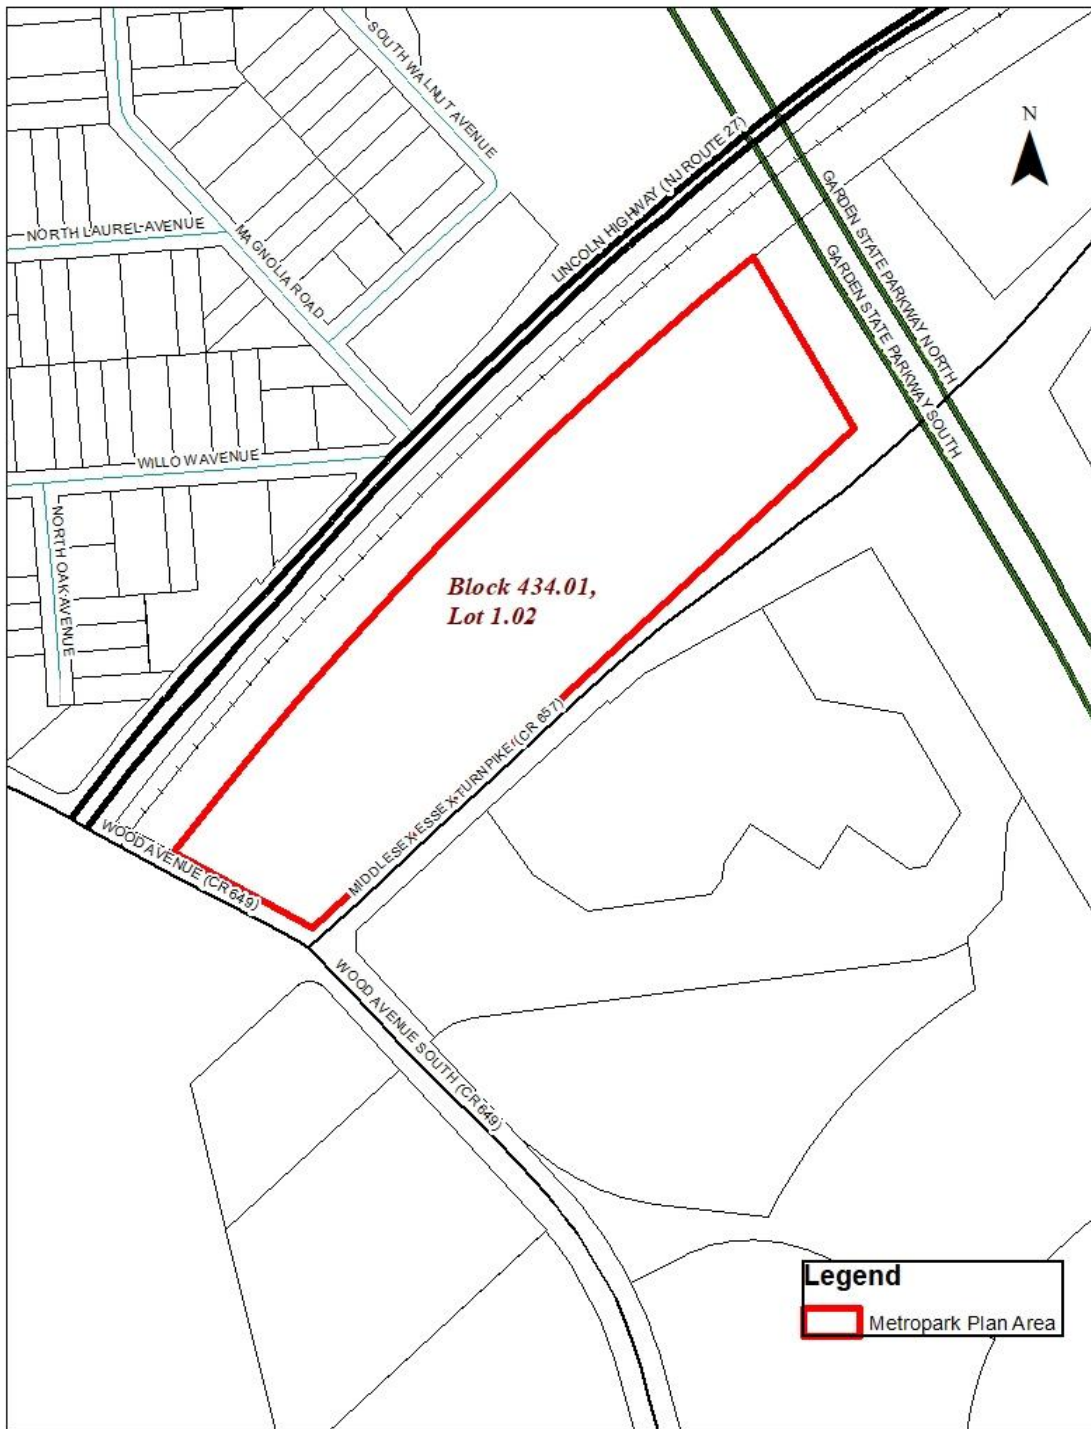 SOUTH WALNUT AVENUE
N
LINCOLN HIGHWAY (NJ ROUTE 27)
GARDEN STATE PARKWAY NORTH
GARDEN STATE PARKWAY SOUTH
NORTH LAUREL AVENUE
MAGNOLIA ROAD
WILLOW AVENUE
NORTH OAK AVENUE
Block 434.01,
Lot 1.02
MIDDLESEX ESSEX TURNPIKE (CR 657)
WOOD AVENUE (CR 649)
WOOD AVENUE SOUTH (CR 649)
Legend
Metropark Plan Area